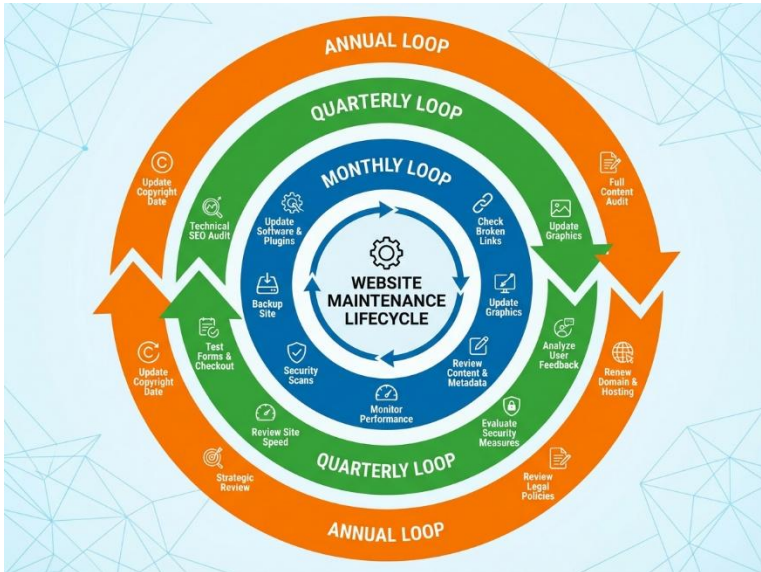 ANNUAL LOOP
QUARTERLY LOOP
MONTHLY LOOP
Update
Copyright
Date
Technical
SEO Audit
Update
Software &
Plugins
Check
Broken
Links
Update
Graphics
Full
Content
Audit
Backup
Site
WEBSITE
MAINTENANCE
LIFECYCLE
Update
Graphics
Update
Copyright
Date
Test
Forms &
Checkout
Security
Scans
Monitor
Performance
Review
Content &
Metadata
Analyze
User
Feedback
Renew
Domain &
Hosting
Review Site
Speed
Evaluate
Security
Measures
Strategic
Review
QUARTERLY LOOP
Review
Legal
Policies
ANNUAL LOOP